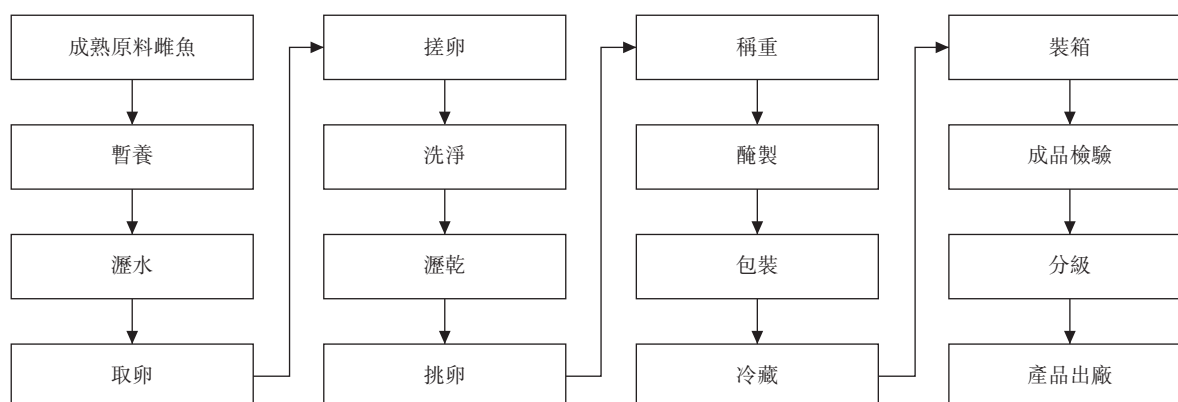 成熟原料雌魚
暫養
瀝水
取卵
搓卵
洗淨
瀝乾
挑卵
稱重
醃製
包裝
冷藏
裝箱
成品檢驗
分級
產品出廠